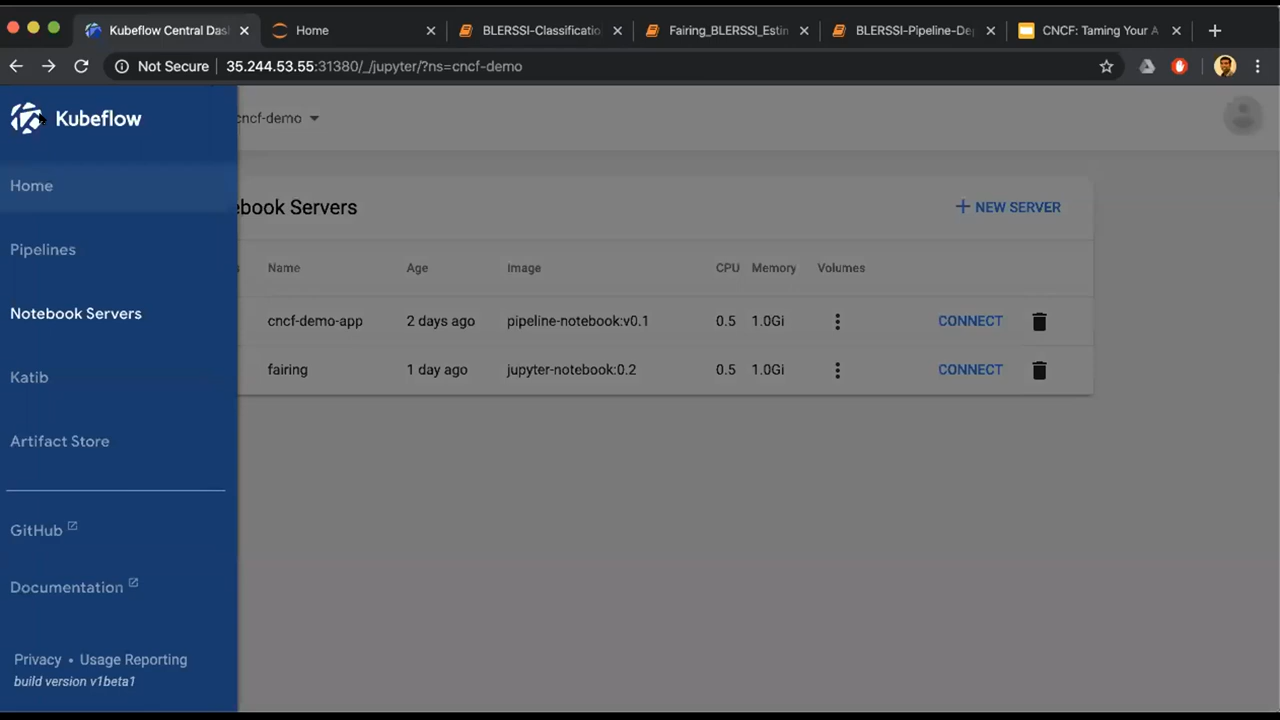 Kubeflow Central Das
Home
BLERSSI-Classificatio
Fairing_BLERSSI_Estin
BLERSSI-Pipeline-De
CNCF: Taming Your A
Not Secure
35.244.53.55:31380/_/jupyter/?ns=cncf-demo
Kubeflow
cncf-demo
Home
Pipelines
Notebook Servers
Katib
Artifact Store
GitHub
Documentation
Privacy • Usage Reporting
build version v1beta1
ebook Servers
+ NEW SERVER
Name Age Image CPU Memory Volumes
cncf-demo-app 2 days ago pipeline-notebook:v0.1 0.5 1.0Gi CONNECT
fairing 1 day ago jupyter-notebook:0.2 0.5 1.0Gi CONNECT